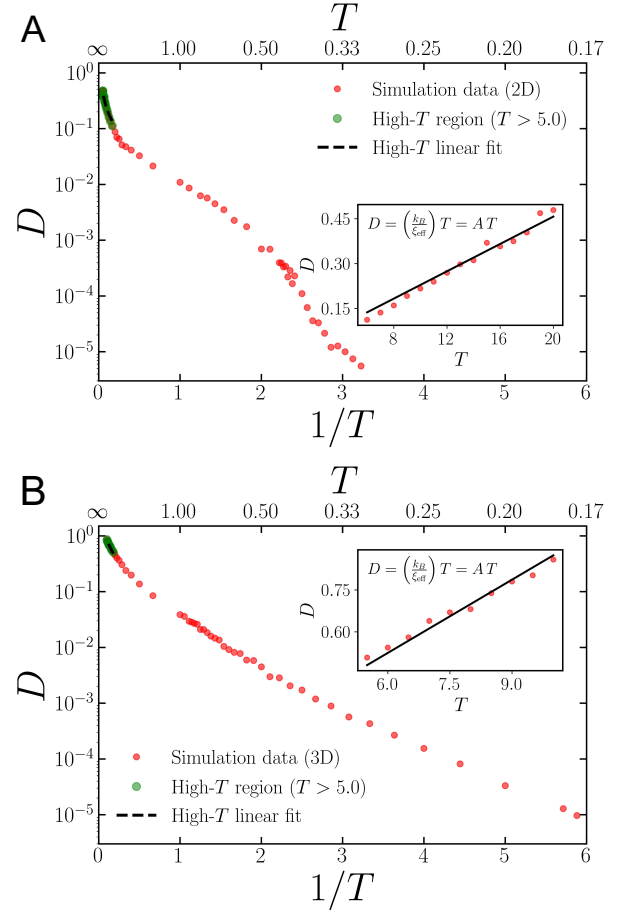 A
T
∞ 1.00 0.50 0.33 0.25 0.20 0.17
10⁰
10⁻¹
10⁻²
10⁻³
10⁻⁴
10⁻⁵
D
Simulation data (2D)
High-T region (T > 5.0)
High-T linear fit
D = (k_B/ξ_eff) T = AT
0.45
0.30
0.15
D
8 12 16 20
T
0 1 2 3 4 5 6
1/T
B
T
∞ 1.00 0.50 0.33 0.25 0.20 0.17
10⁰
10⁻¹
10⁻²
10⁻³
10⁻⁴
10⁻⁵
D
D = (k_B/ξ_eff) T = AT
0.75
0.60
D
6.0 7.5 9.0
T
Simulation data (3D)
High-T region (T > 5.0)
High-T linear fit
0 1 2 3 4 5 6
1/T